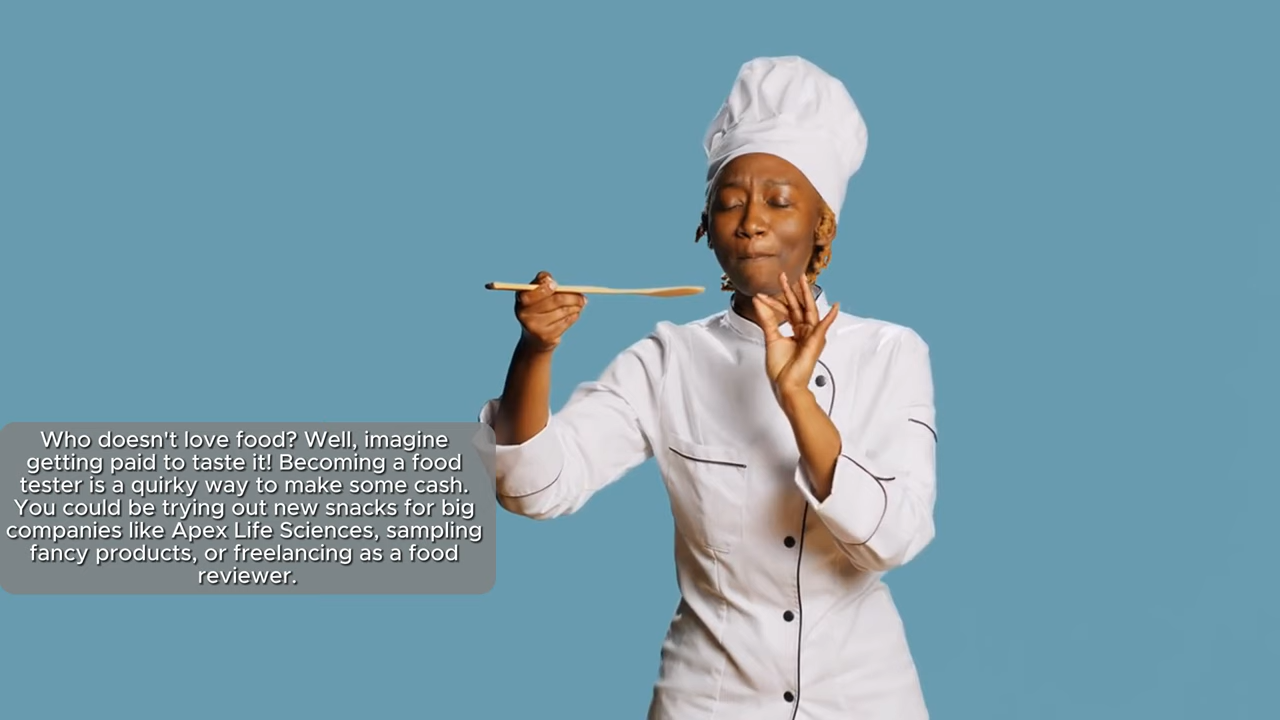 Who doesn't love food? Well, imagine
getting paid to taste it! Becoming a food
tester is a quirky way to make some cash.
You could be trying out new snacks for big
companies like Apex Life Sciences, sampling
fancy products, or freelancing as a food
reviewer.